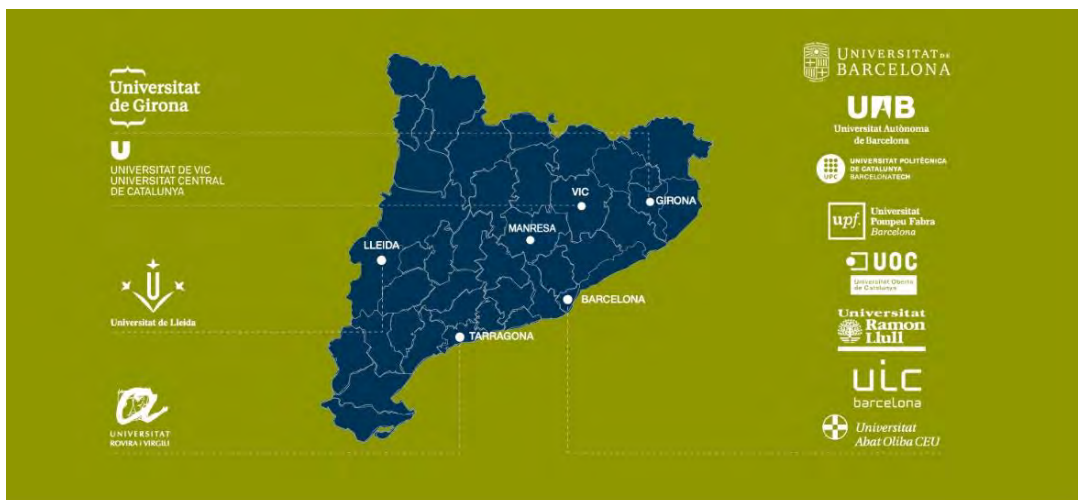 Universitat
de Girona
U
UNIVERSITAT DE VIC
UNIVERSITAT CENTRAL
DE CATALUNYA
Universitat de Lleida
UNIVERSITAT
ROVIRA I VIRGILI
VIC
GIRONA
MANRESA
LLEIDA
BARCELONA
TARRAGONA
UNIVERSITAT DE
BARCELONA
UAB
Universitat Autònoma
de Barcelona
UPC
UNIVERSITAT POLITÈCNICA
DE CATALUNYA
BARCELONATECH
upf.
Universitat
Pompeu Fabra
Barcelona
UOC
Universitat Oberta
de Catalunya
Universitat
Ramon
Llull
uic
barcelona
Universitat
Abat Oliba CEU